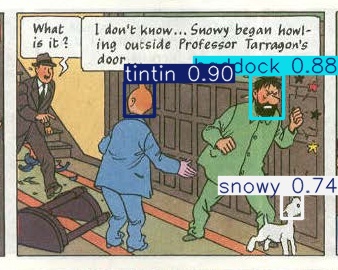 What
is it?
I don't know... Snowy began howl-
ing outside Professor Tarragon's
door
tintin 0.90
haddock 0.88
snowy 0.74